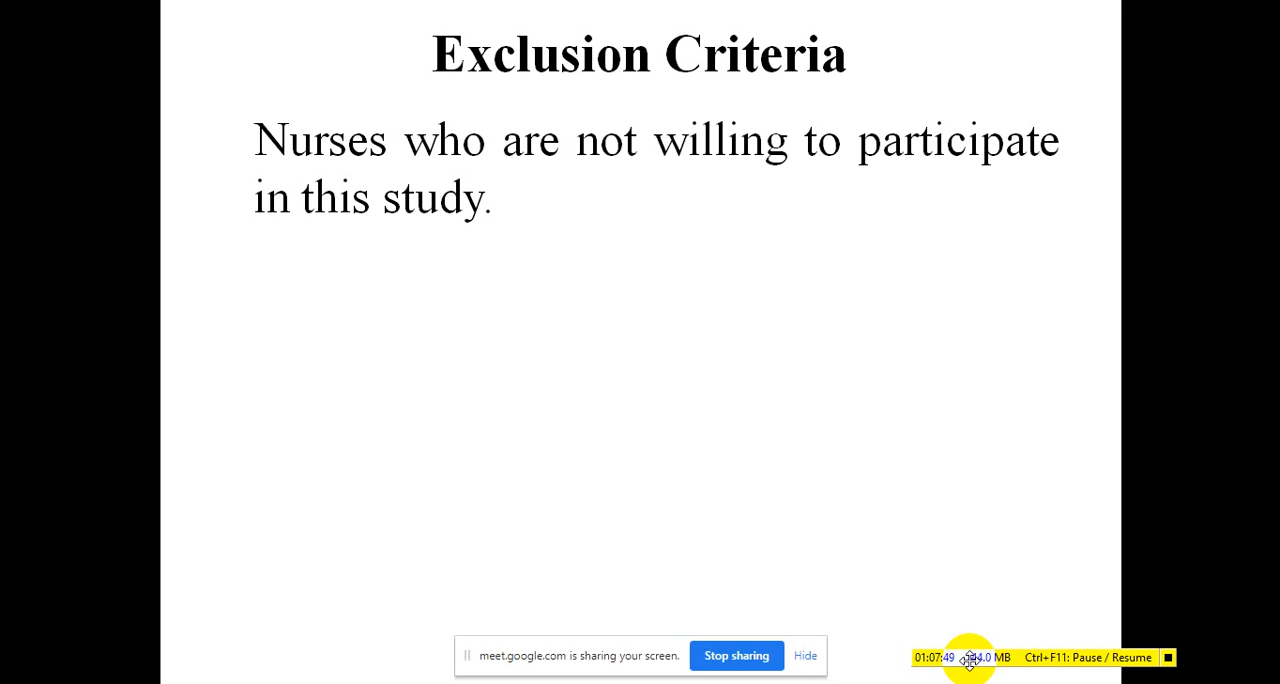 Exclusion Criteria
Nurses who are not willing to participate
in this study.
meet.google.com is sharing your screen. Stop sharing Hide
01:07:49 MB Ctrl+F11: Pause / Resume